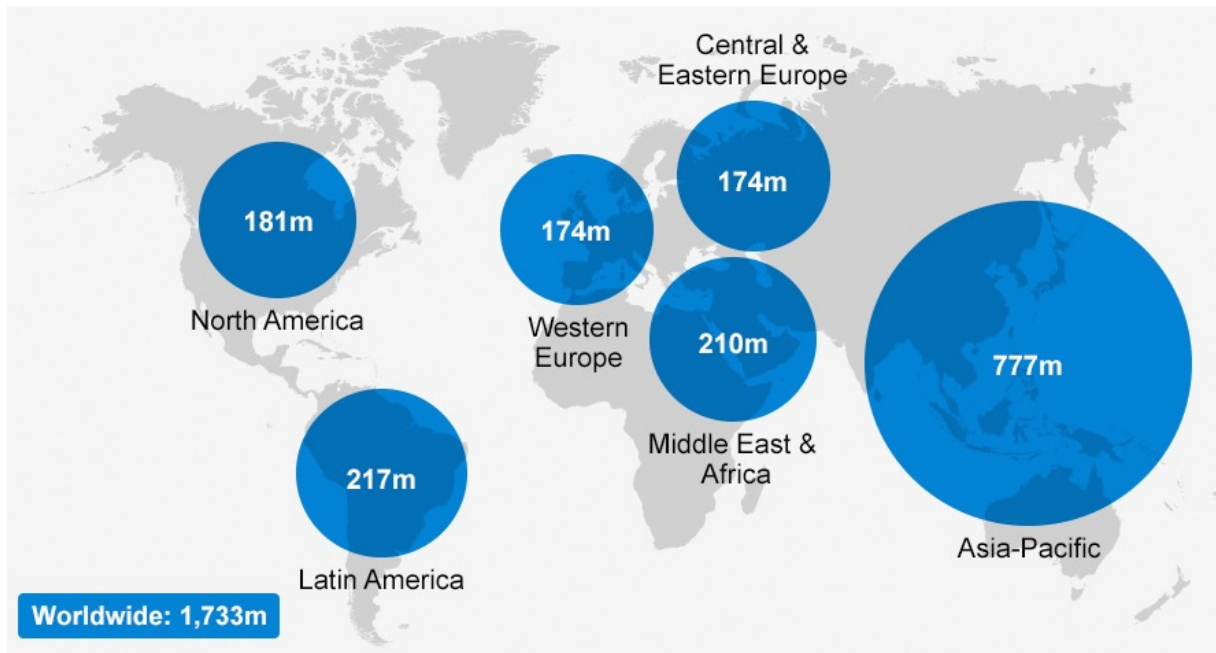 Central &
Eastern Europe
174m
181m
North America
174m
Western
Europe
210m
Middle East &
Africa
777m
Asia-Pacific
217m
Latin America
Worldwide: 1,733m